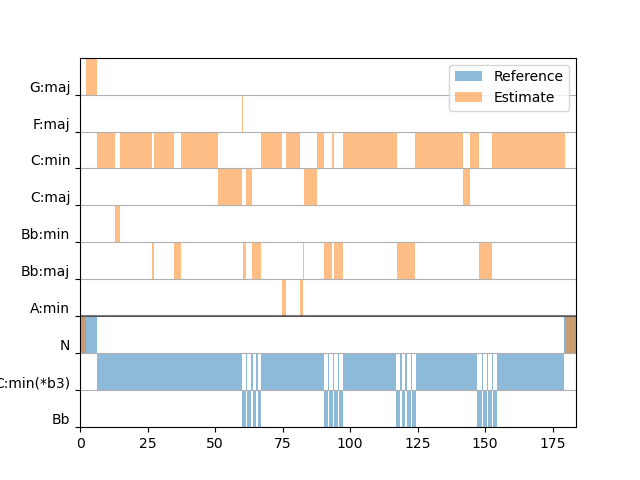 Reference
Estimate
G:maj
F:maj
C:min
C:maj
Bb:min
Bb:maj
A:min
N
C:min(*b3)
Bb
0 25 50 75 100 125 150 175